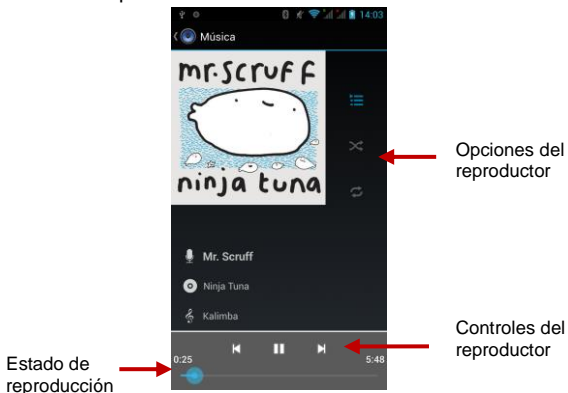 14:03
Música
mr.scruff
ninja tuna
Opciones del
reproductor
Mr. Scruff
Ninja Tuna
Kalimba
Controles del
reproductor
0:25
5:48
Estado de
reproducción